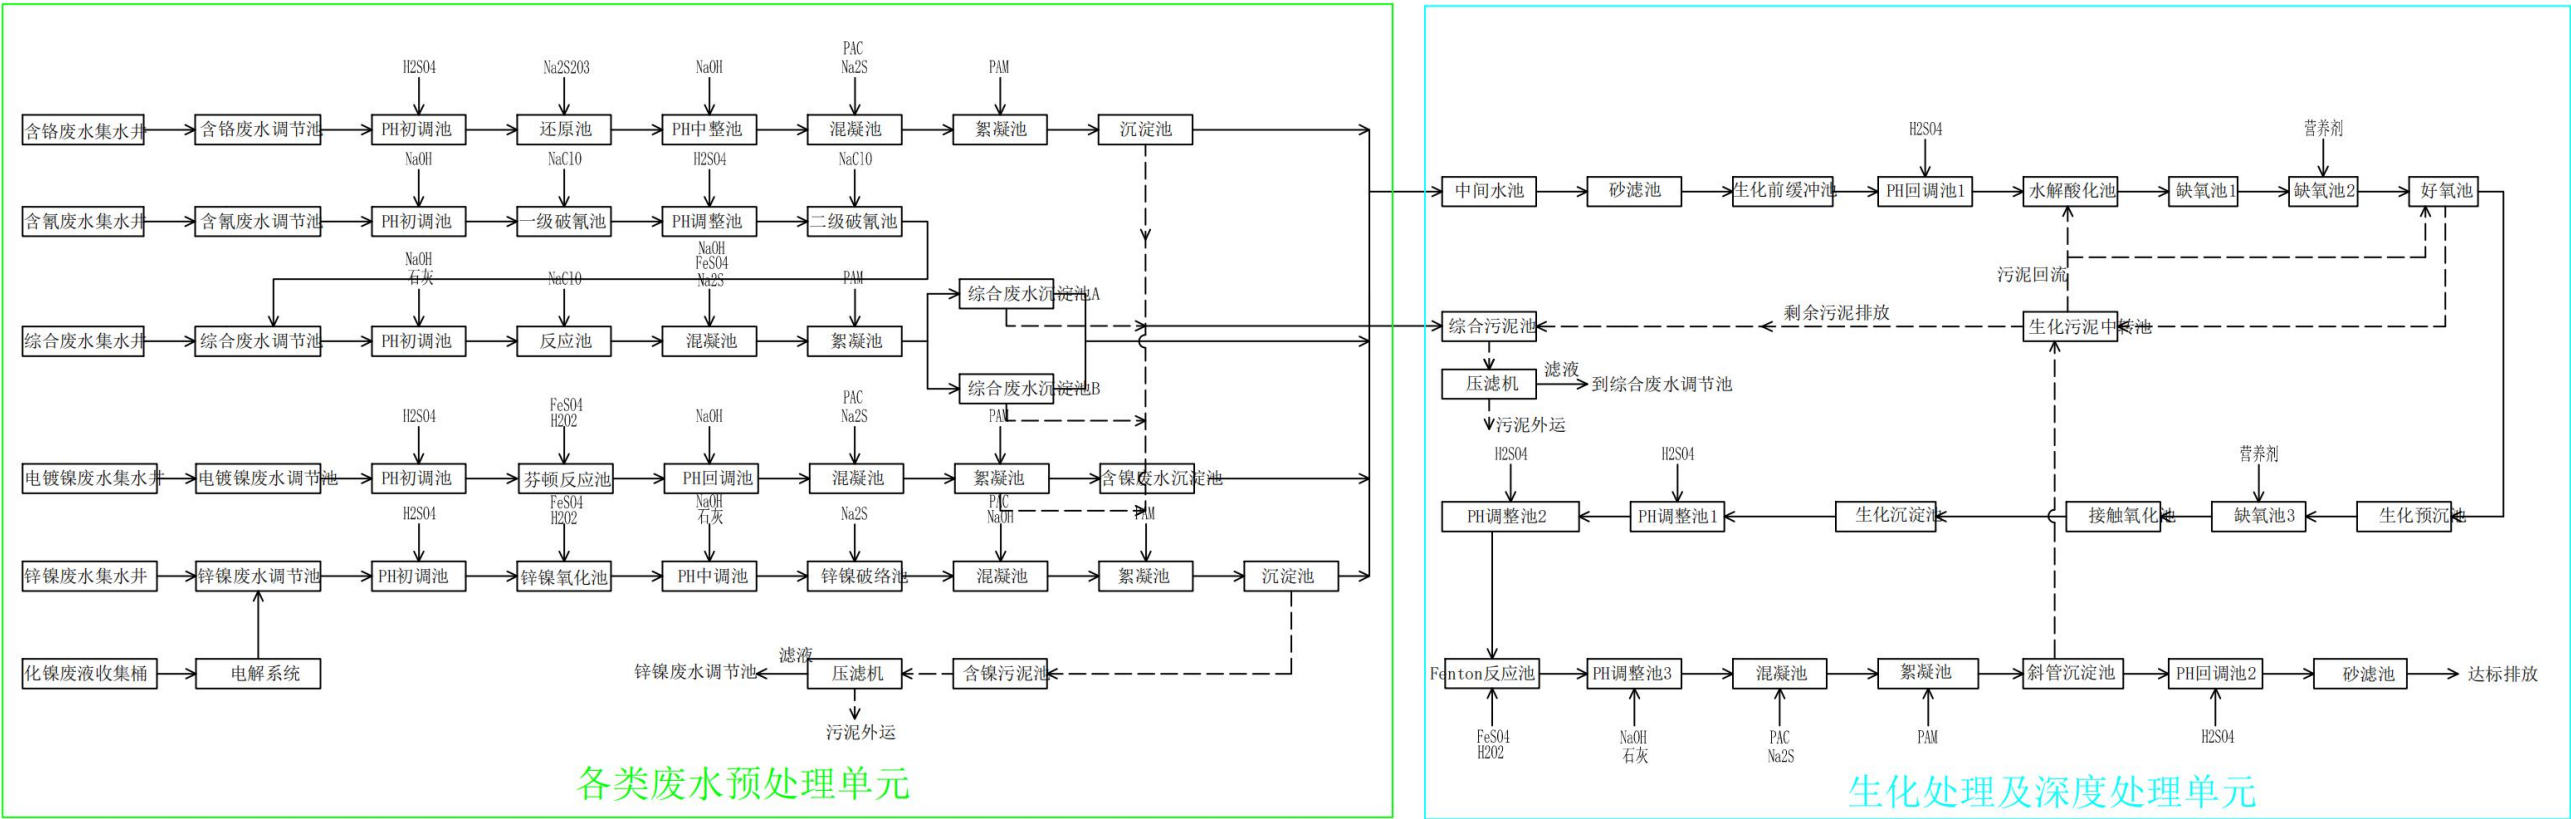 PAC
H2SO4 Na2S2O3 NaOH Na2S PAM
含铬废水集水井 含铬废水调节池 PH初调池 还原池 PH中整池 混凝池 絮凝池 沉淀池
NaOH NaClO H2SO4 NaClO
含氰废水集水井 含氰废水调节池 PH初调池 一级破氰池 PH调整池 二级破氰池
NaOH
NaOH FeSO4
石灰 NaClO Na2S PAM
综合废水沉淀池A
综合废水集水井 综合废水调节池 PH初调池 反应池 混凝池 絮凝池
综合废水沉淀池B
FeSO4 PAC
H2SO4 H2O2 NaOH Na2S PAM
电镀镍废水集水井 电镀镍废水调节池 PH初调池 芬顿反应池 PH回调池 混凝池 絮凝池 含镍废水沉淀池
FeSO4 NaOH PAC
H2SO4 H2O2 石灰 Na2S NaOH PAM
锌镍废水集水井 锌镍废水调节池 PH初调池 锌镍氧化池 PH中调池 锌镍破络池 混凝池 絮凝池 沉淀池
滤液
化镍废液收集桶 电解系统 锌镍废水调节池 压滤机 含镍污泥池
污泥外运
各类废水预处理单元
H2SO4 营养剂
中间水池 砂滤池 生化前缓冲池 PH回调池1 水解酸化池 缺氧池1 缺氧池2 好氧池
污泥回流
剩余污泥排放
综合污泥池 生化污泥中转池
滤液
压滤机 到综合废水调节池
污泥外运
H2SO4 H2SO4 营养剂
PH调整池2 PH调整池1 生化沉淀池 接触氧化池 缺氧池3 生化预沉池
Fenton反应池 PH调整池3 混凝池 絮凝池 斜管沉淀池 PH回调池2 砂滤池 达标排放
FeSO4 NaOH PAC PAM H2SO4
H2O2 石灰 Na2S
生化处理及深度处理单元